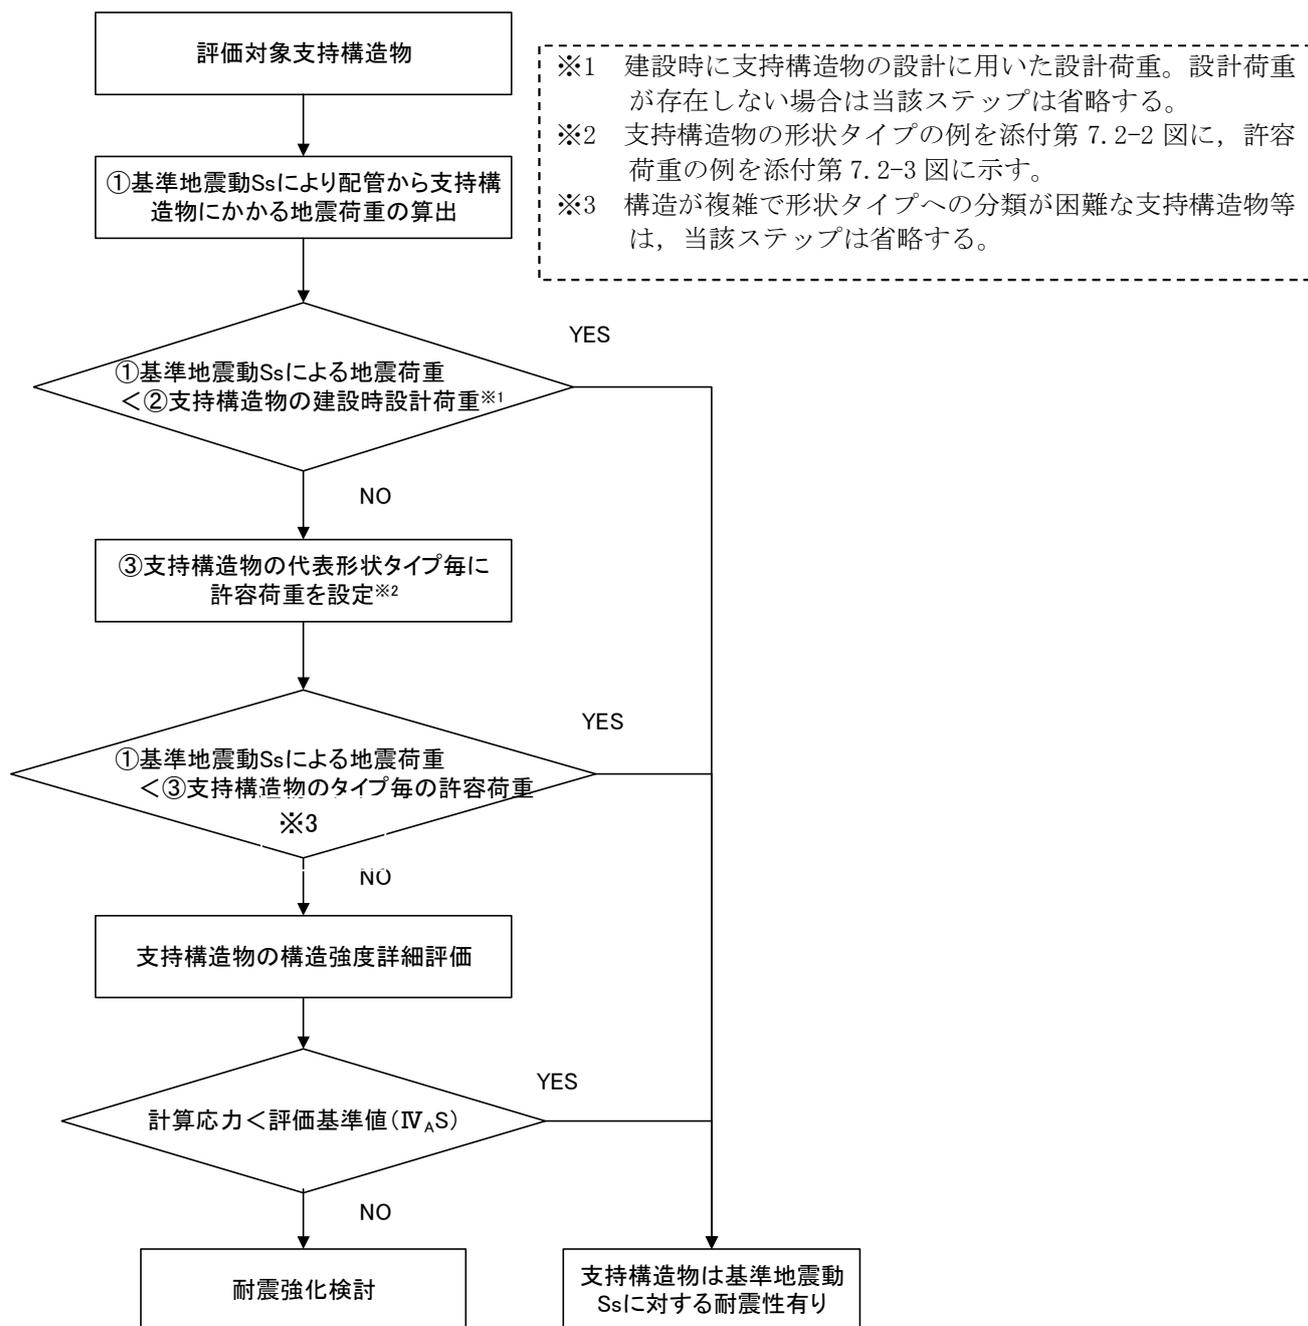 評価対象支持構造物
※1 建設時に支持構造物の設計に用いた設計荷重。設計荷重
が存在しない場合は当該ステップは省略する。
※2 支持構造物の形状タイプの例を添付第 7.2-2 図に，許容
荷重の例を添付第 7.2-3 図に示す。
※3 構造が複雑で形状タイプへの分類が困難な支持構造物等
は，当該ステップは省略する。
①基準地震動Ssにより配管から支持構
造物にかかる地震荷重の算出
YES
①基準地震動Ssによる地震荷重
＜②支持構造物の建設時設計荷重※1
NO
③支持構造物の代表形状タイプ毎に
許容荷重を設定※2
YES
①基準地震動Ssによる地震荷重
＜③支持構造物のタイプ毎の許容荷重
※3
NO
支持構造物の構造強度詳細評価
YES
計算応力＜評価基準値(ⅣAS)
NO
耐震強化検討
支持構造物は基準地震動
Ssに対する耐震性有り